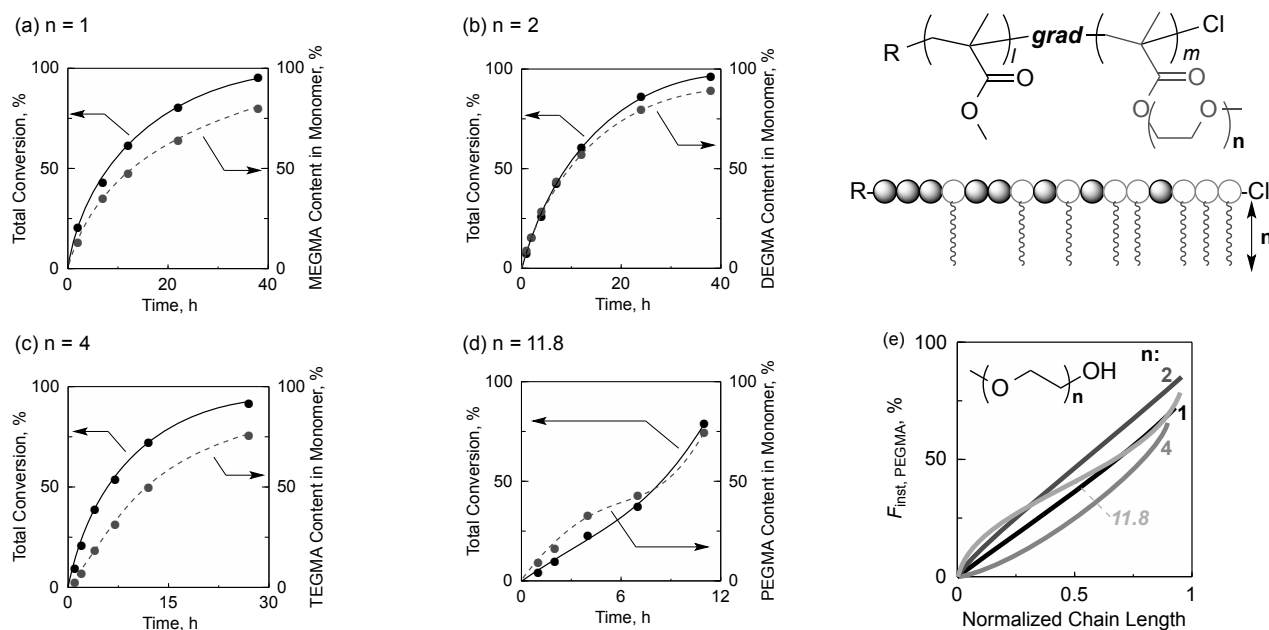 (a) n = 1
Total Conversion, %
100
50
0
0
20
40
Time, h
100
50
0
MEGMA Content in Monomer, %
(b) n = 2
Total Conversion, %
100
50
0
0
20
40
Time, h
100
50
0
DEGMA Content in Monomer, %
R
l
grad
m
Cl
O
O
O
O
O
n
R
Cl
n
(c) n = 4
Total Conversion, %
100
50
0
0
15
30
Time, h
100
50
0
TEGMA Content in Monomer, %
(d) n = 11.8
Total Conversion, %
100
50
0
0
6
12
Time, h
100
50
0
PEGMA Content in Monomer, %
(e)
Finst, PEGMA, %
100
50
0
0
0.5
1
Normalized Chain Length
O
OH
n
n:
2
1
4
11.8